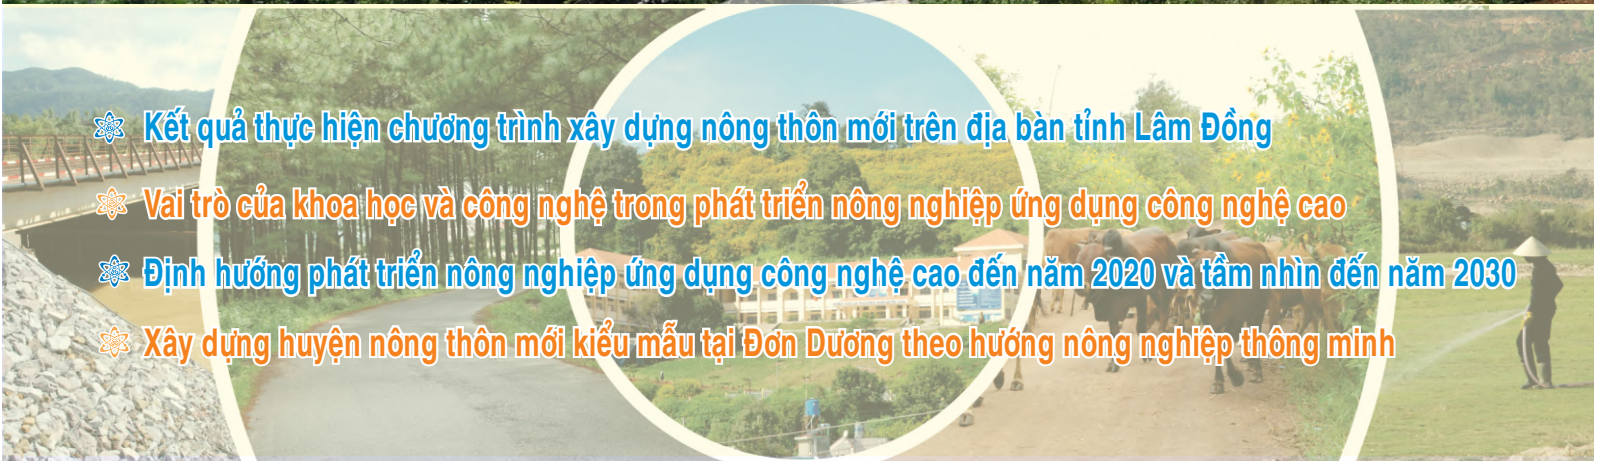 Kết quả thực hiện chương trình xây dựng nông thôn mới trên địa bàn tỉnh Lâm Đồng
Vai trò của khoa học và công nghệ trong phát triển nông nghiệp ứng dụng công nghệ cao
Định hướng phát triển nông nghiệp ứng dụng công nghệ cao đến năm 2020 và tầm nhìn đến năm 2030
Xây dựng huyện nông thôn mới kiểu mẫu tại Đơn Dương theo hướng nông nghiệp thông minh